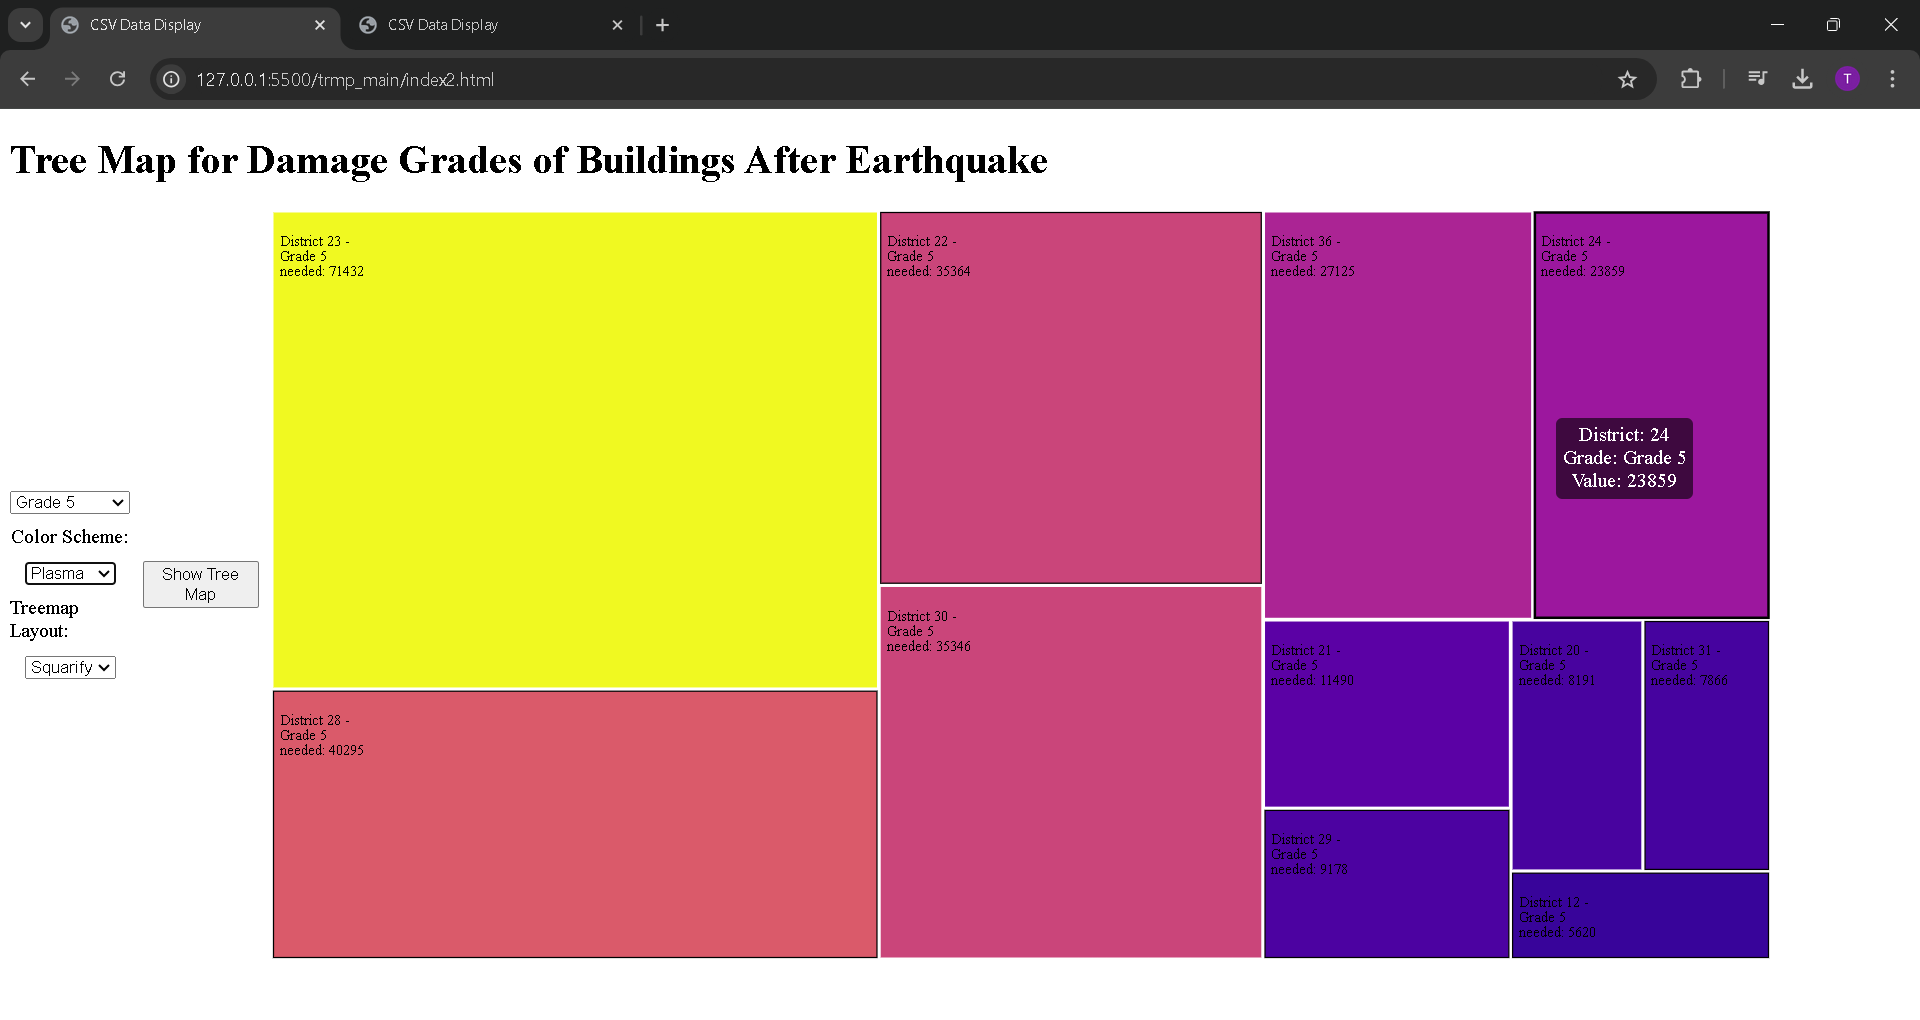 CSV Data Display
CSV Data Display
127.0.0.1:5500/trmp_main/index2.html
T
Tree Map for Damage Grades of Buildings After Earthquake
Grade 5
Color Scheme:
Plasma
Treemap
Layout:
Squarify
Show Tree
Map
District 23 -
Grade 5
needed: 71432
District 28 -
Grade 5
needed: 40295
District 22 -
Grade 5
needed: 35364
District 30 -
Grade 5
needed: 35346
District 36 -
Grade 5
needed: 27125
District 24 -
Grade 5
needed: 23859
District: 24
Grade: Grade 5
Value: 23859
District 21 -
Grade 5
needed: 11490
District 29 -
Grade 5
needed: 9178
District 20 -
Grade 5
needed: 8191
District 31 -
Grade 5
needed: 7866
District 12 -
Grade 5
needed: 5620